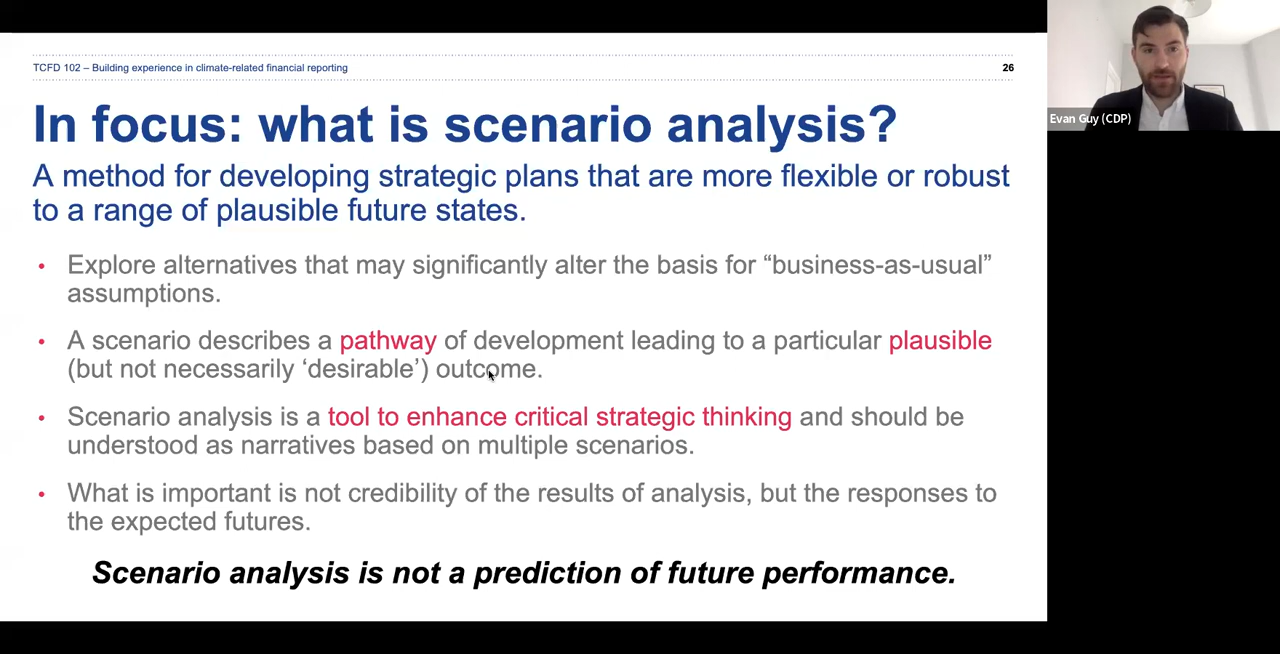 TCFD 102 – Building experience in climate-related financial reporting
26
In focus: what is scenario analysis?
A method for developing strategic plans that are more flexible or robust
to a range of plausible future states.
• Explore alternatives that may significantly alter the basis for “business-as-usual”
assumptions.
• A scenario describes a pathway of development leading to a particular plausible
(but not necessarily ‘desirable’) outcome.
• Scenario analysis is a tool to enhance critical strategic thinking and should be
understood as narratives based on multiple scenarios.
• What is important is not credibility of the results of analysis, but the responses to
the expected futures.
Scenario analysis is not a prediction of future performance.
Evan Guy (CDP)